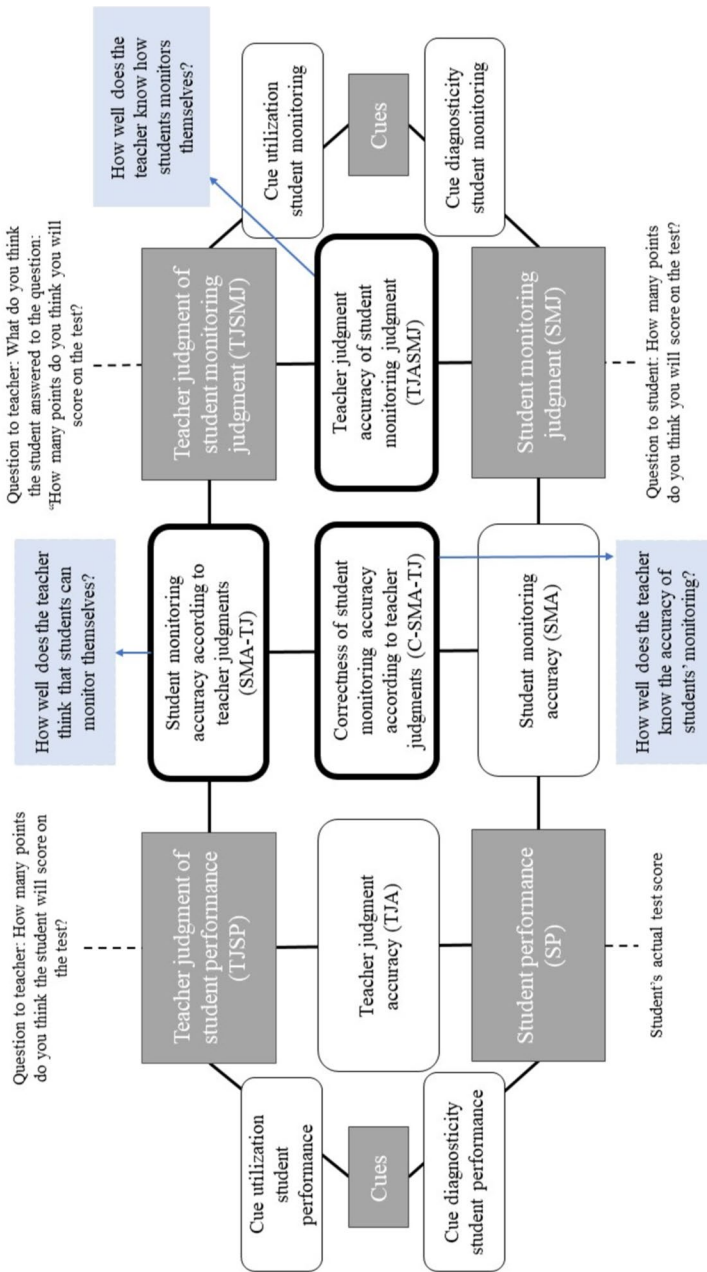 Question to teacher: How many points
do you think the student will score on
the test?
Question to teacher: What do you think
the student answered to the question:
“How many points do you think you will
score on the test?
How well does the teacher
think that students can
monitor themselves?
How well does the
teacher know how
students monitors
themselves?
Teacher judgment of
student performance
(TJSP)
Student monitoring
accuracy according to
teacher judgments
(SMA-TJ)
Teacher judgment of
student monitoring
judgment (TJSMJ)
Cue utilization
student
performance
Cues
Cue diagnosticity
student performance
Teacher judgment
accuracy (TJA)
Correctness of student
monitoring accuracy
according to teacher
judgments (C-SMA-TJ)
Teacher judgment
accuracy of student
monitoring judgment
(TJASMJ)
Cue utilization
student monitoring
Cues
Cue diagnosticity
student monitoring
Student performance
(SP)
Student monitoring
accuracy (SMA)
Student monitoring
judgment (SMJ)
Student’s actual test score
How well does the teacher
know the accuracy of
students’ monitoring?
Question to student: How many points
do you think you will score on the test?